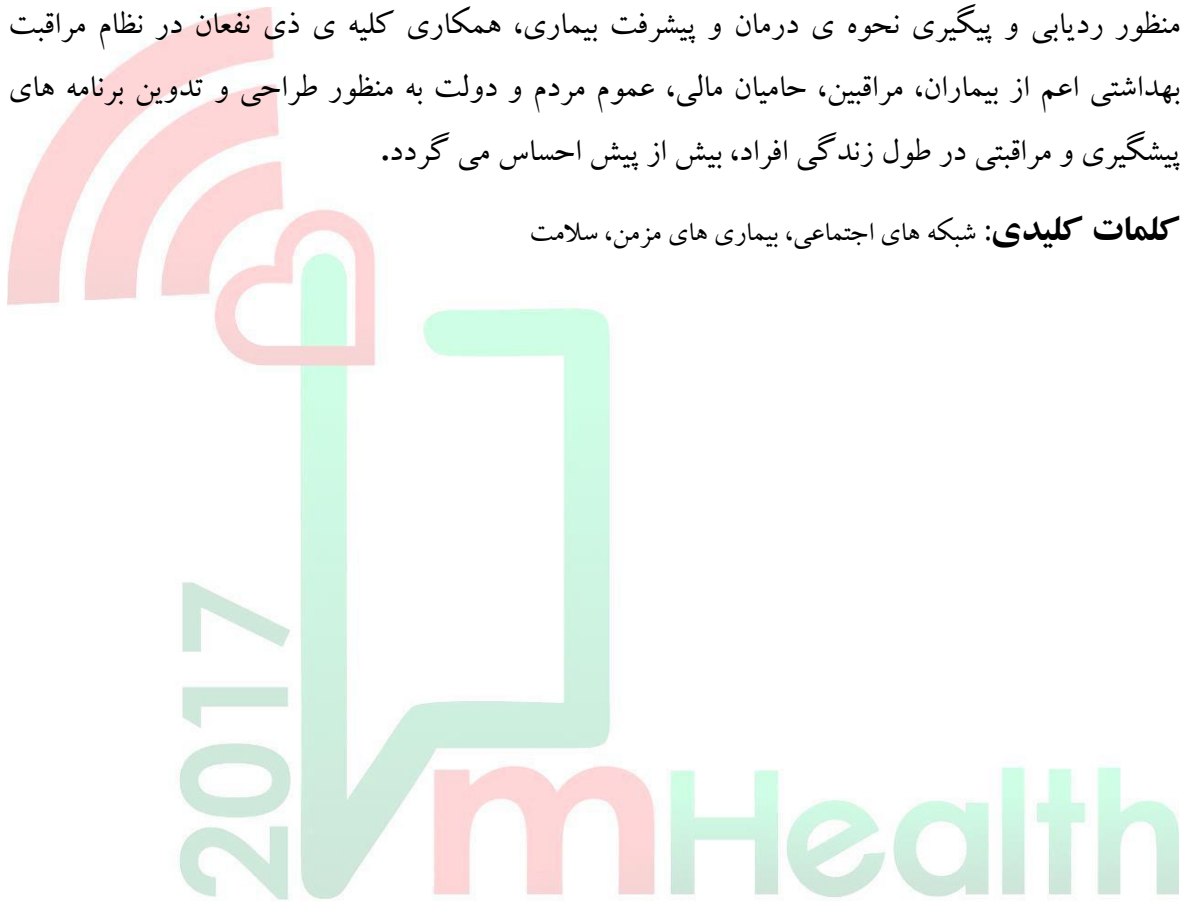 منظور ردیابی و پیگیری نحوه ی درمان و پیشرفت بیماری، همکاری کلیه ی ذی نفعان در نظام مراقبت
بهداشتی اعم از بیماران، مراقبین، حامیان مالی، عموم مردم و دولت به منظور طراحی و تدوین برنامه های
پیشگیری و مراقبتی در طول زندگی افراد، بیش از پیش احساس می گردد.
کلمات کلیدی: شبکه های اجتماعی، بیماری های مزمن، سلامت
2017
mHealth